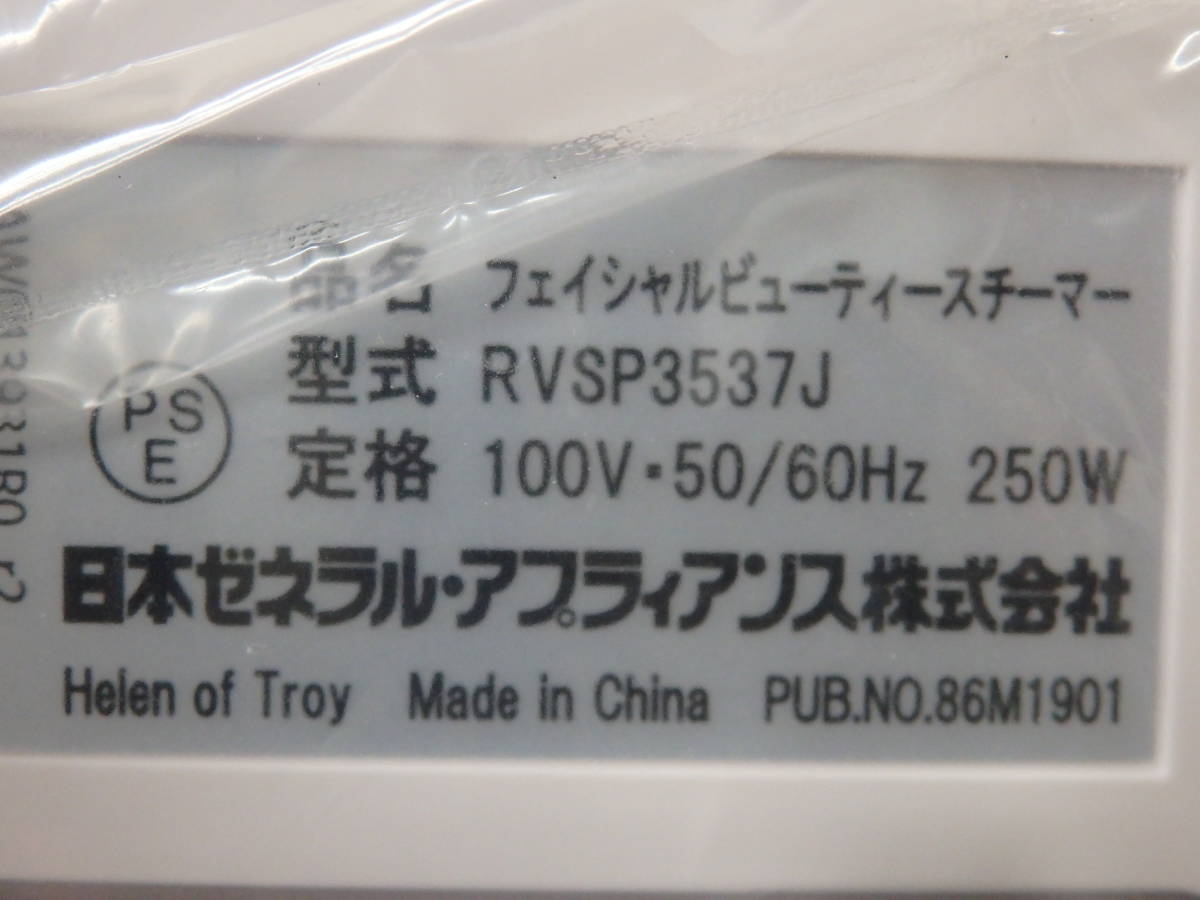 品名 フェイシャルビューティースチーマー
型式 RVSP3537J
定格 100V・50/60Hz 250W
PS
E
日本ゼネラル・アプライアンス株式会社
Helen of Troy Made in China PUB.NO.86M1901